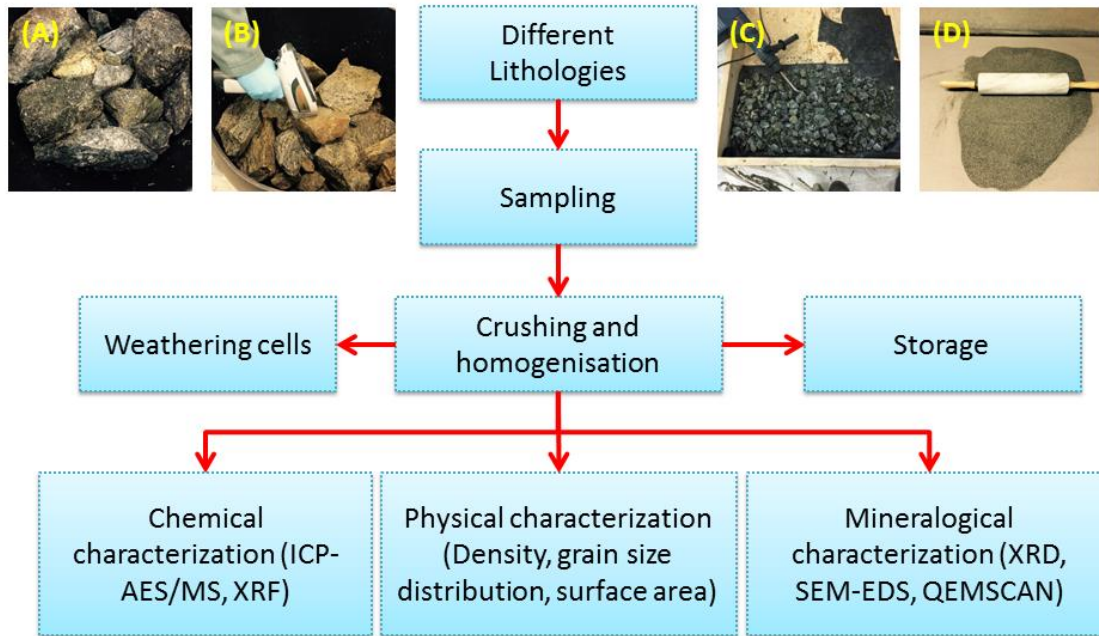 (A)
(B)
Different
Lithologies
(C)
(D)
Sampling
Weathering cells
Crushing and
homogenisation
Storage
Chemical
characterization (ICP-
AES/MS, XRF)
Physical characterization
(Density, grain size
distribution, surface area)
Mineralogical
characterization (XRD,
SEM-EDS, QEMSCAN)